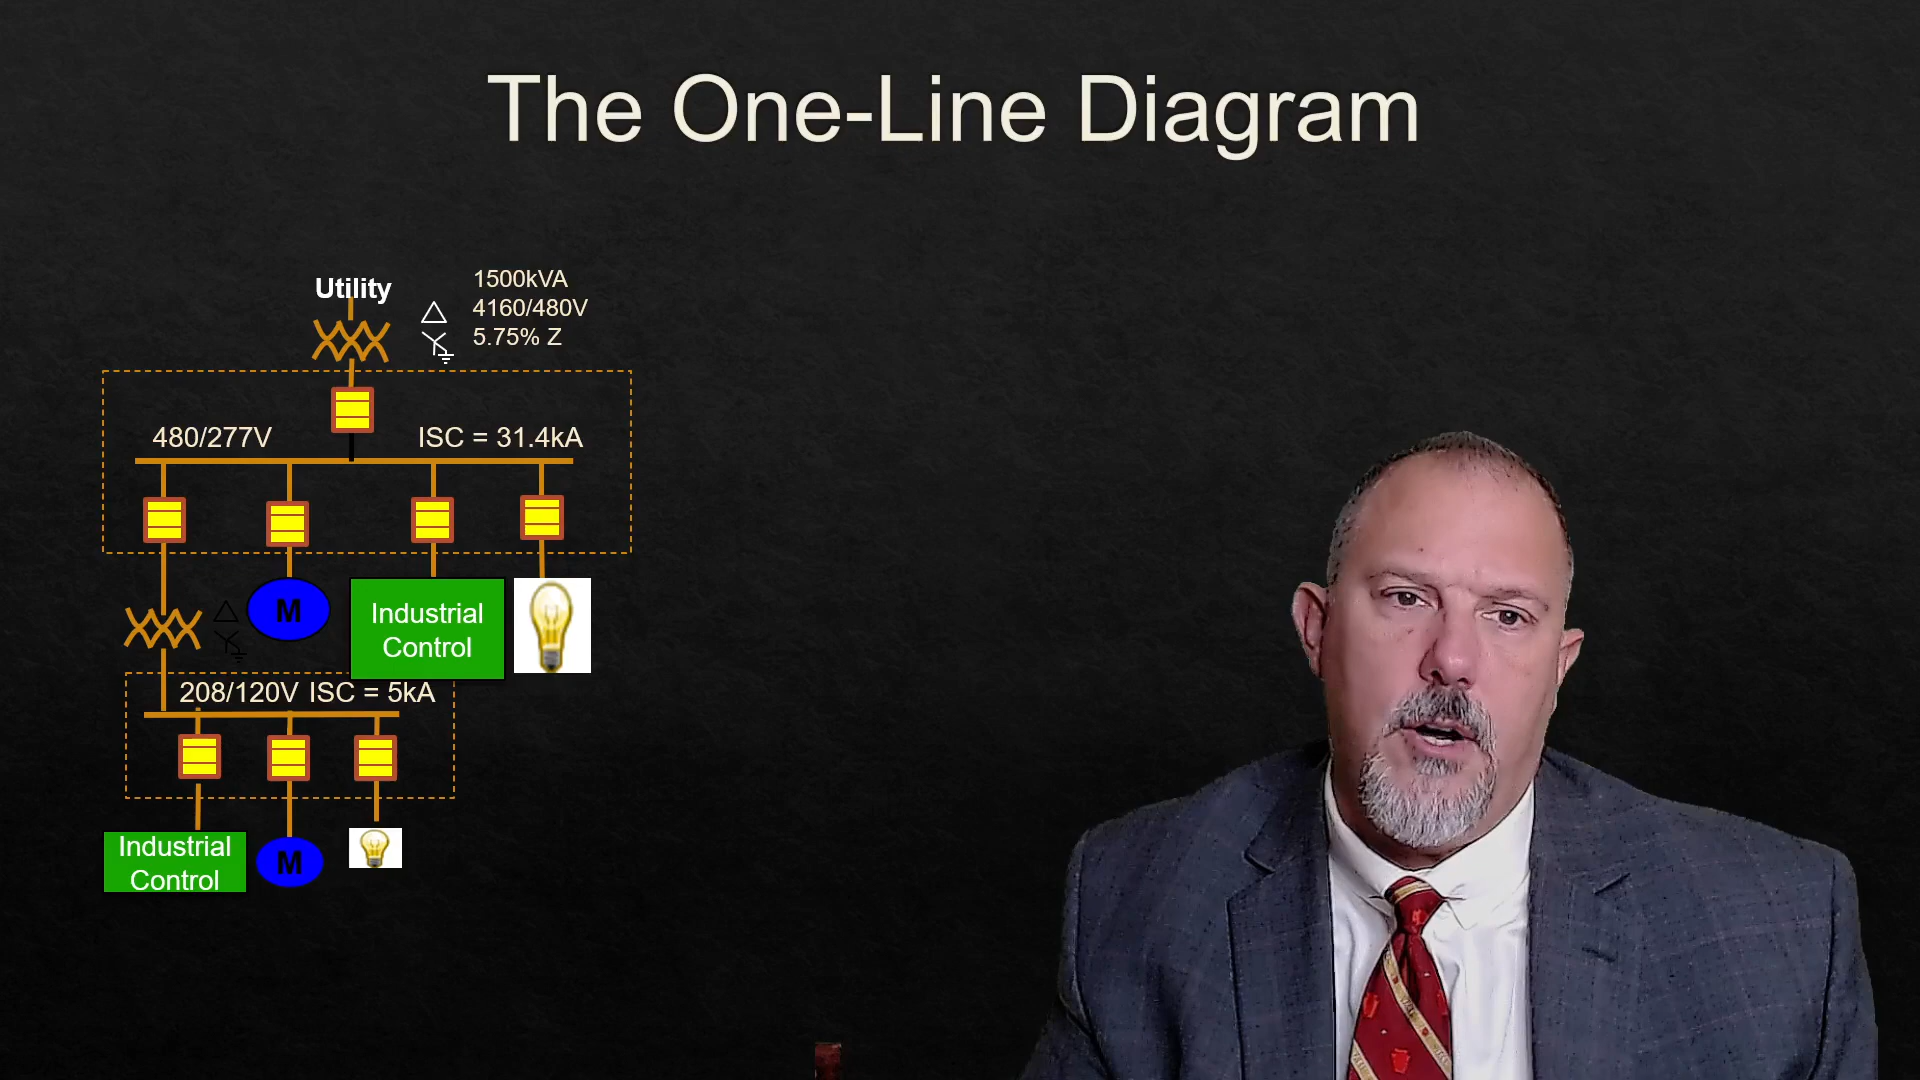 The One-Line Diagram
Utility
1500kVA
4160/480V
5.75% Z
480/277V
ISC = 31.4kA
M
Industrial
Control
208/120V ISC = 5kA
Industrial
Control
M